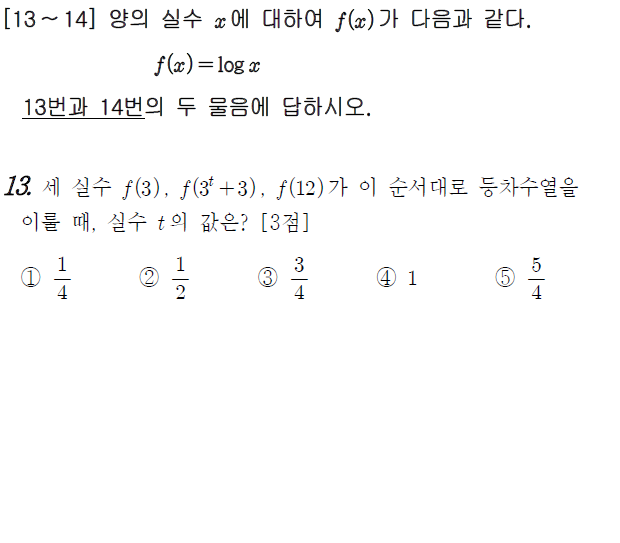 [13～14] 양의 실수 x에 대하여 f(x)가 다음과 같다.
f(x)=log x
13번과 14번의 두 물음에 답하시오.
13. 세 실수 f(3), f(3^t+3), f(12)가 이 순서대로 등차수열을
이룰 때, 실수 t의 값은? [3점]
① 1/4 ② 1/2 ③ 3/4 ④ 1 ⑤ 5/4